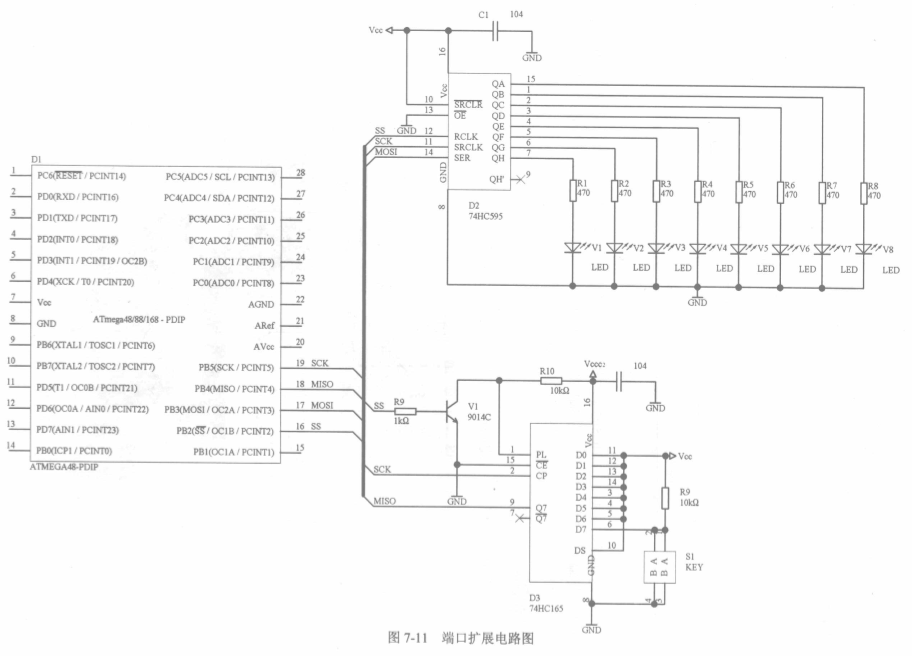 C1 104
Vcc
GND
16
Vcc
10 SRCLR
13 OE
GND
SS 12 RCLK
SCK 11 SRCLK
MOSI 14 SER
GND
8
QA 15
QB 1
QC 2
QD 3
QE 4
QF 5
QG 6
QH 7
QH' 9
D2
74HC595
R1 470
R2 470
R3 470
R4 470
R5 470
R6 470
R7 470
R8 470
V1 V2 V3 V4 V5 V6 V7 V8
LED LED LED LED LED LED LED LED
GND
D1
1 PC6(RESET / PCINT14)
2 PD0(RXD / PCINT16)
3 PD1(TXD / PCINT17)
4 PD2(INT0 / PCINT18)
5 PD3(INT1 / PCINT19 / OC2B)
6 PD4(XCK / T0 / PCINT20)
7 Vcc
8 GND
9 PB6(XTAL1 / TOSC1 / PCINT6)
10 PB7(XTAL2 / TOSC2 / PCINT7)
11 PD5(T1 / OC0B / PCINT21)
12 PD6(OC0A / AIN0 / PCINT22)
13 PD7(AIN1 / PCINT23)
14 PB0(ICP1 / PCINT0)
ATmega48/88/168 - PDIP
PC5(ADC5 / SCL / PCINT13) 28
PC4(ADC4 / SDA / PCINT12) 27
PC3(ADC3 / PCINT11) 26
PC2(ADC2 / PCINT10) 25
PC1(ADC1 / PCINT9) 24
PC0(ADC0 / PCINT8) 23
AGND 22
ARef 21
AVcc 20
PB5(SCK / PCINT5) 19 SCK
PB4(MISO / PCINT4) 18 MISO
PB3(MOSI / OC2A / PCINT3) 17 MOSI
PB2(SS / OC1B / PCINT2) 16 SS
PB1(OC1A / PCINT1) 15
ATMEGA48-PDIP
SS
R9
1kΩ
V1
9014C
R10
10kΩ
Vccc2
104
GND
16
Vcc
1 PL
15 CE
SCK 2 CP
GND
MISO 9 Q7
7 Q7
D0 11
D1 12
D2 13
D3 14
D4 3
D5 4
D6 5
D7 6
DS 10
GND
8
Vcc
R9
10kΩ
2 1
B A
B A
4 3
S1
KEY
D3
74HC165
GND
图 7-11 端口扩展电路图